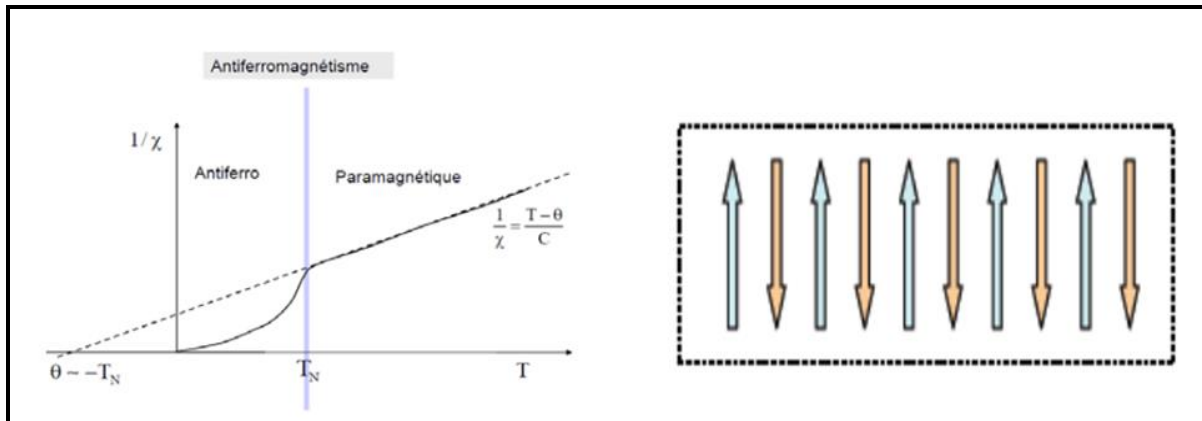 Antiferromagnétisme
1/χ
Antiferro
Paramagnétique
1/χ = T−θ/C
θ ~ −T_N
T_N
T